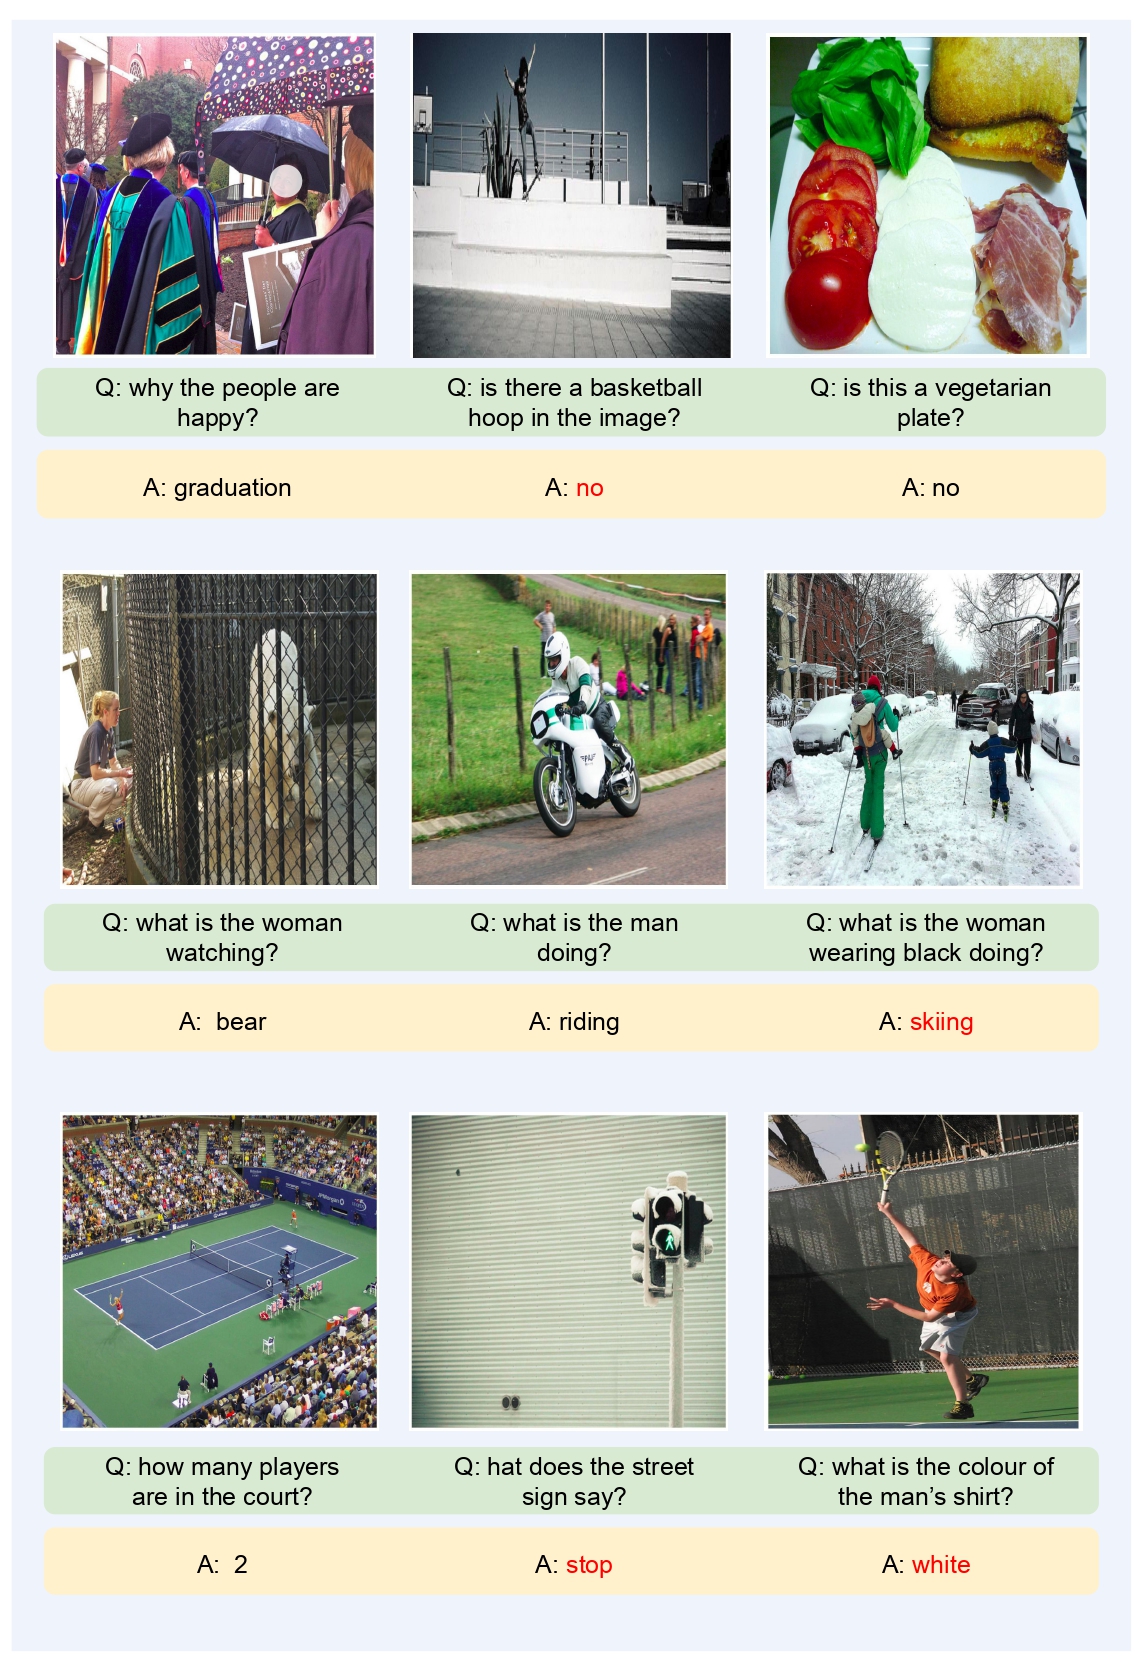 Q: why the people are
happy?
Q: is there a basketball
hoop in the image?
Q: is this a vegetarian
plate?
A: graduation
A: no
A: no
Q: what is the woman
watching?
Q: what is the man
doing?
Q: what is the woman
wearing black doing?
A:  bear
A: riding
A: skiing
Q: how many players
are in the court?
Q: hat does the street
sign say?
Q: what is the colour of
the man's shirt?
A:  2
A: stop
A: white